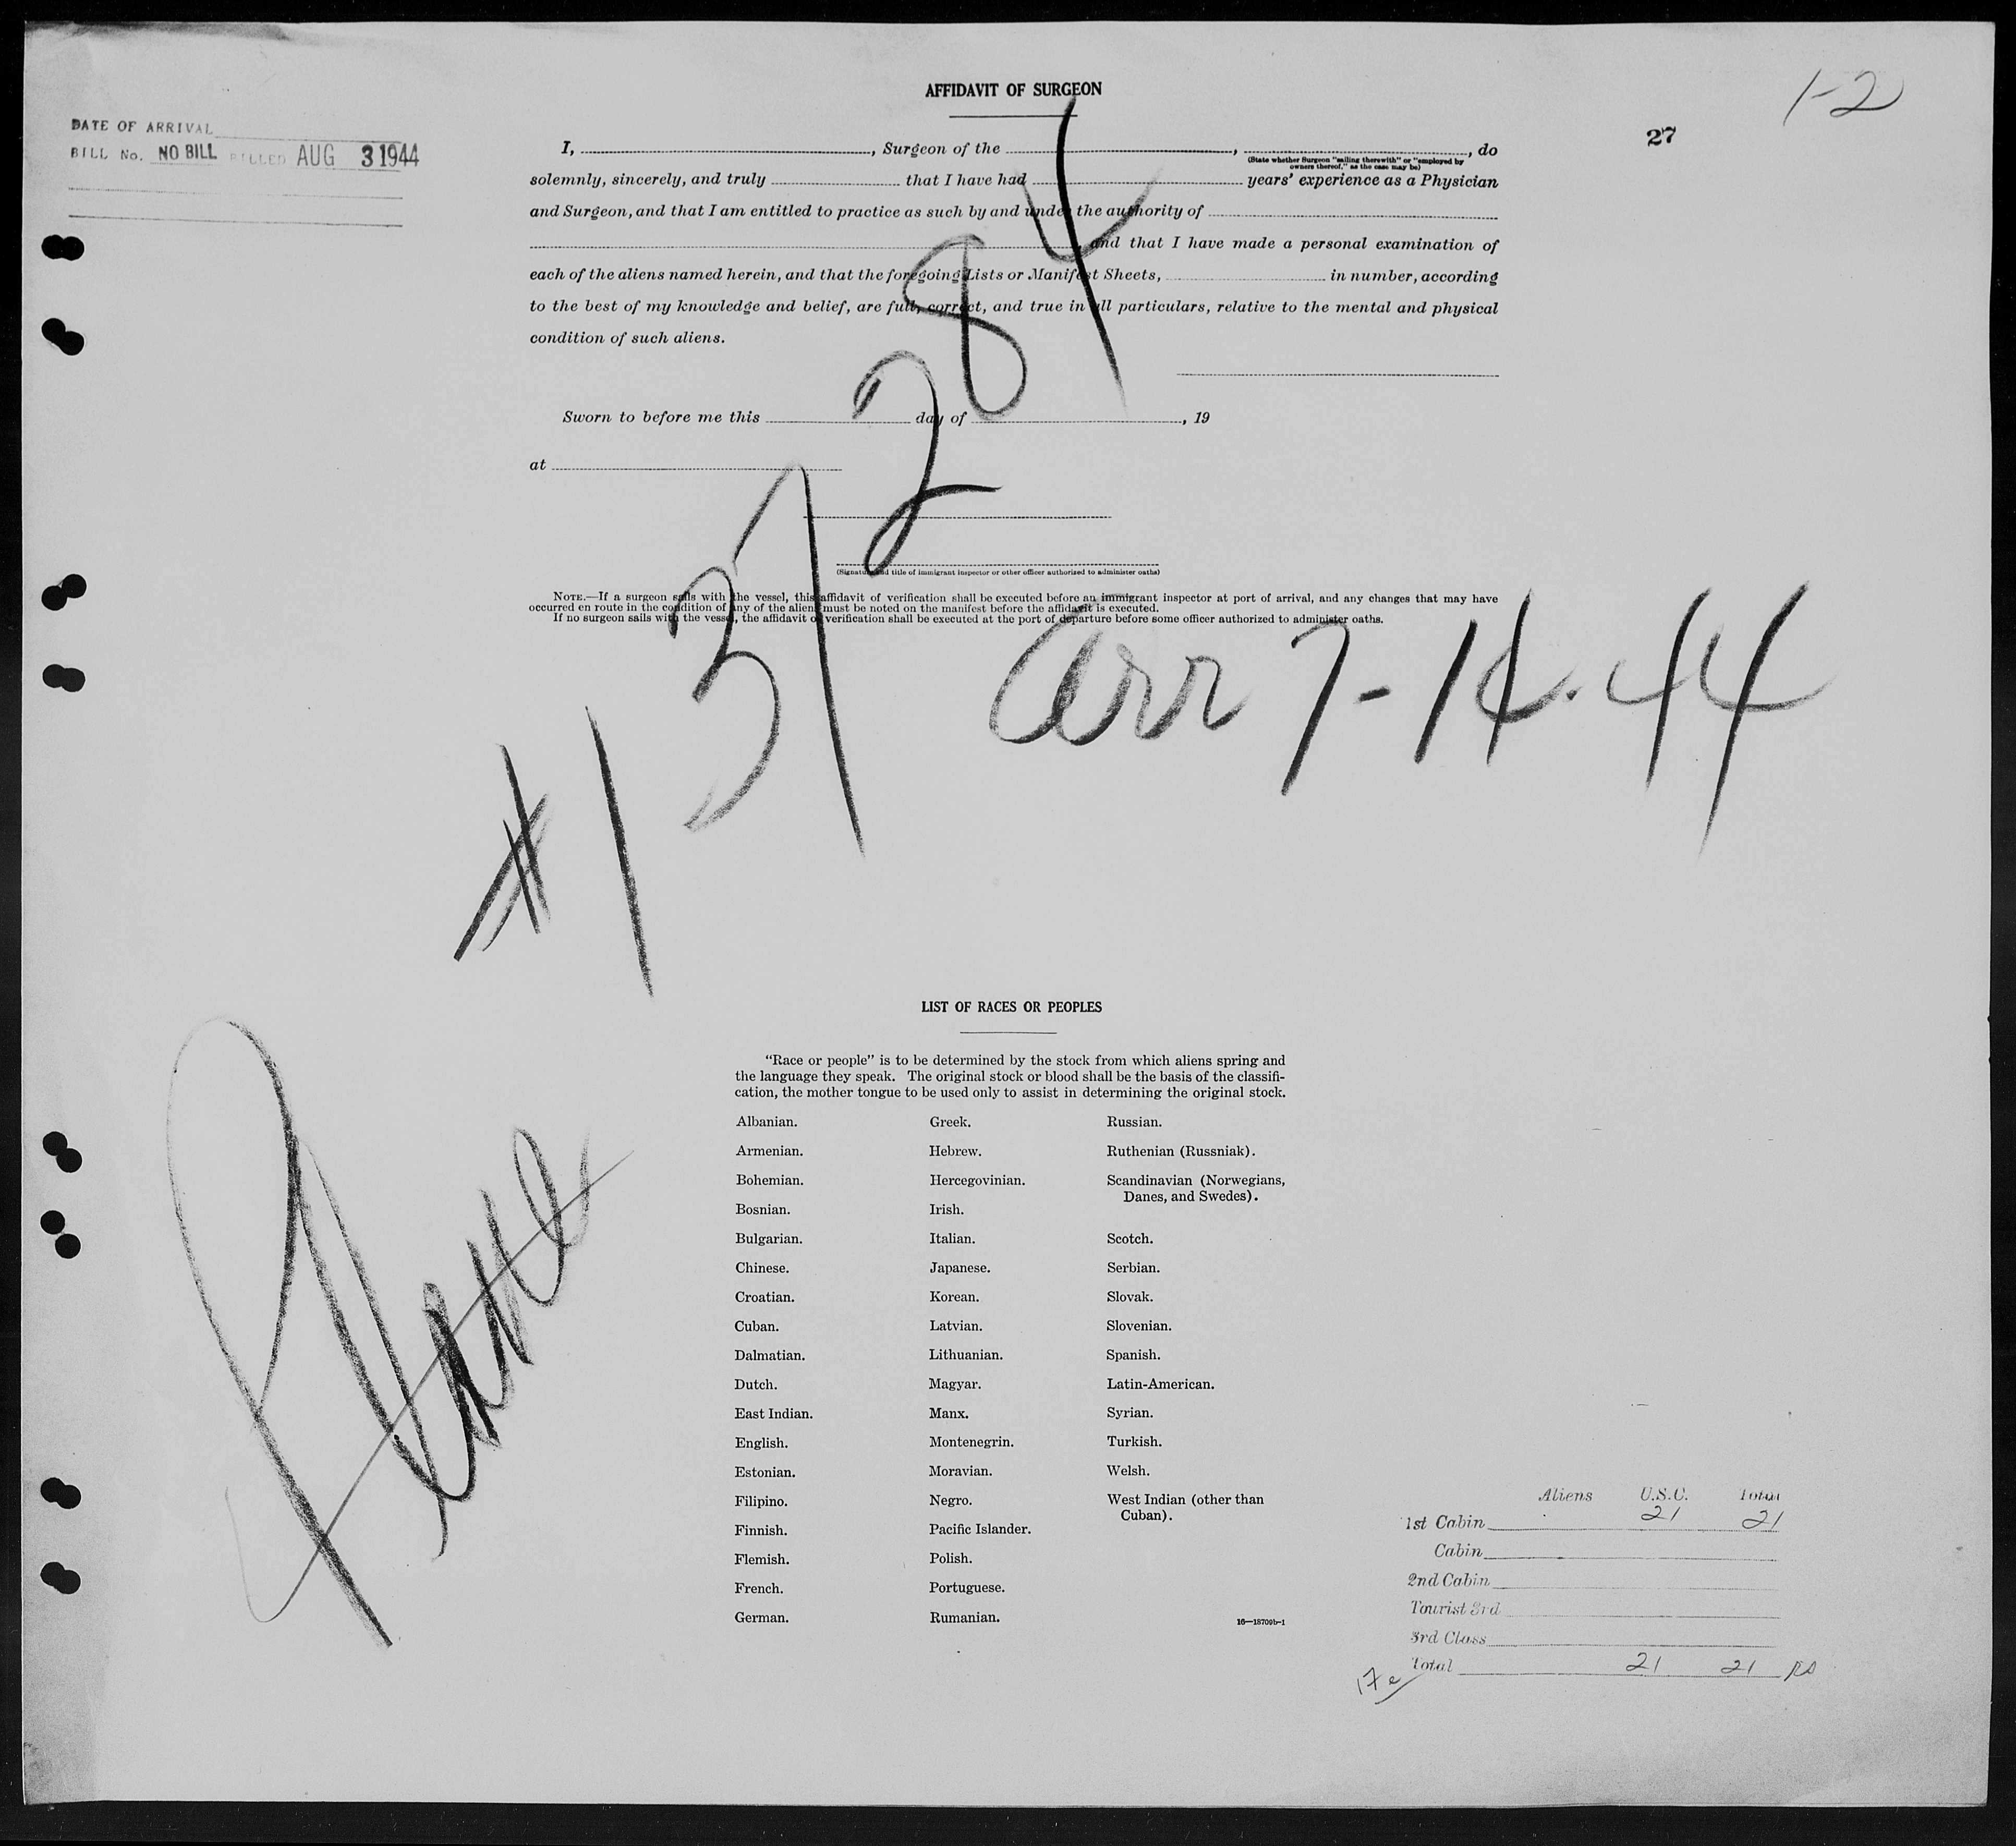 AFFIDAVIT OF SURGEON
1-2
27
DATE OF ARRIVAL
BILL No. NO BILL BILLED AUG 3 1944
I, , Surgeon of the , , do
(State whether Surgeon "sailing therewith" or "employed by
owners thereof," as the case may be)
solemnly, sincerely, and truly that I have had years' experience as a Physician
and Surgeon, and that I am entitled to practice as such by and under the authority of
, and that I have made a personal examination of
each of the aliens named herein, and that the foregoing Lists or Manifest Sheets, in number, according
to the best of my knowledge and belief, are full, correct, and true in all particulars, relative to the mental and physical
condition of such aliens.
Sworn to before me this day of , 19
at
(Signature and title of immigrant inspector or other officer authorized to administer oaths)
NOTE.—If a surgeon sails with the vessel, this affidavit of verification shall be executed before an immigrant inspector at port of arrival, and any changes that may have
occurred en route in the condition of any of the aliens must be noted on the manifest before the affidavit is executed.
If no surgeon sails with the vessel, the affidavit of verification shall be executed at the port of departure before some officer authorized to administer oaths.
#137284
arr 7-14-44
Plane
LIST OF RACES OR PEOPLES
"Race or people" is to be determined by the stock from which aliens spring and
the language they speak. The original stock or blood shall be the basis of the classifi-
cation, the mother tongue to be used only to assist in determining the original stock.
Albanian. Greek. Russian.
Armenian. Hebrew. Ruthenian (Russniak).
Bohemian. Hercegovinian. Scandinavian (Norwegians,
Danes, and Swedes).
Bosnian. Irish.
Bulgarian. Italian. Scotch.
Chinese. Japanese. Serbian.
Croatian. Korean. Slovak.
Cuban. Latvian. Slovenian.
Dalmatian. Lithuanian. Spanish.
Dutch. Magyar. Latin-American.
East Indian. Manx. Syrian.
English. Montenegrin. Turkish.
Estonian. Moravian. Welsh.
Filipino. Negro. West Indian (other than
Cuban).
Finnish. Pacific Islander.
Flemish. Polish.
French. Portuguese.
German. Rumanian. 16—18709b-1
Aliens U.S.C. Total
1st Cabin 21 21
Cabin
2nd Cabin
Tourist 3rd
3rd Class
Total 21 21